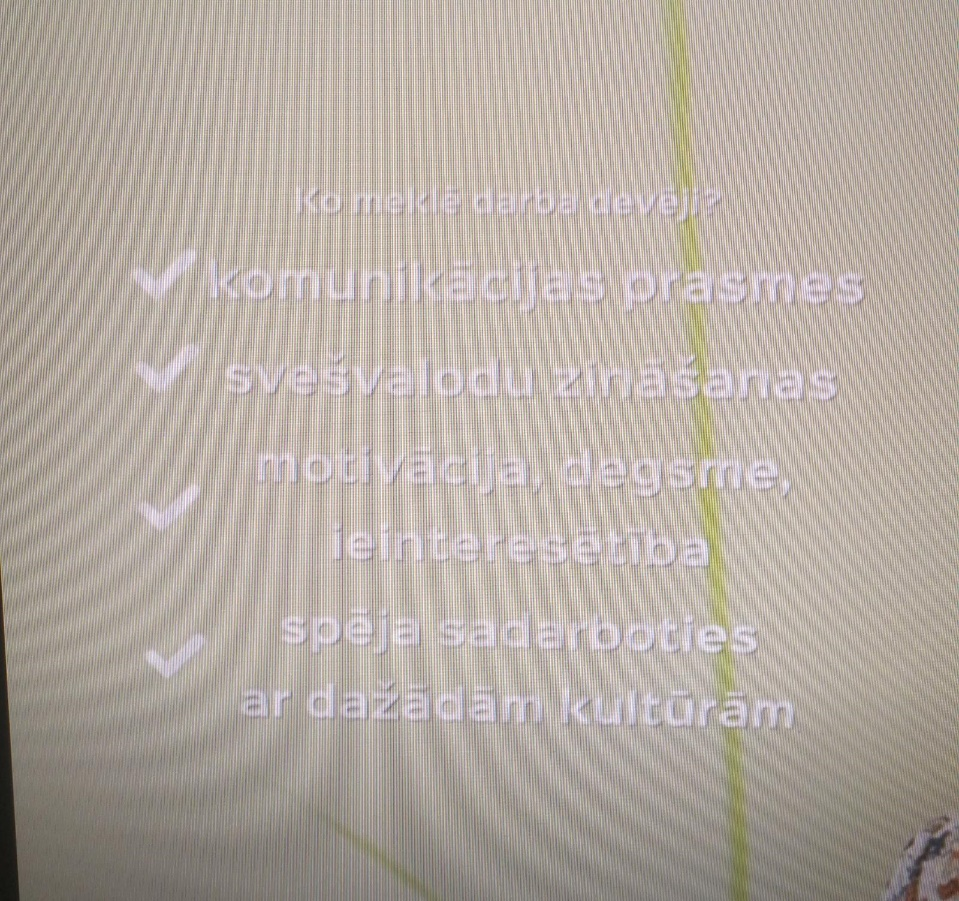 Ko meklē darba devēji?
komunikācijas prasmes
svešvalodu zināšanas
motivācija, degsme,
ieinteresētība
spēja sadarboties
ar dažādām kultūrām